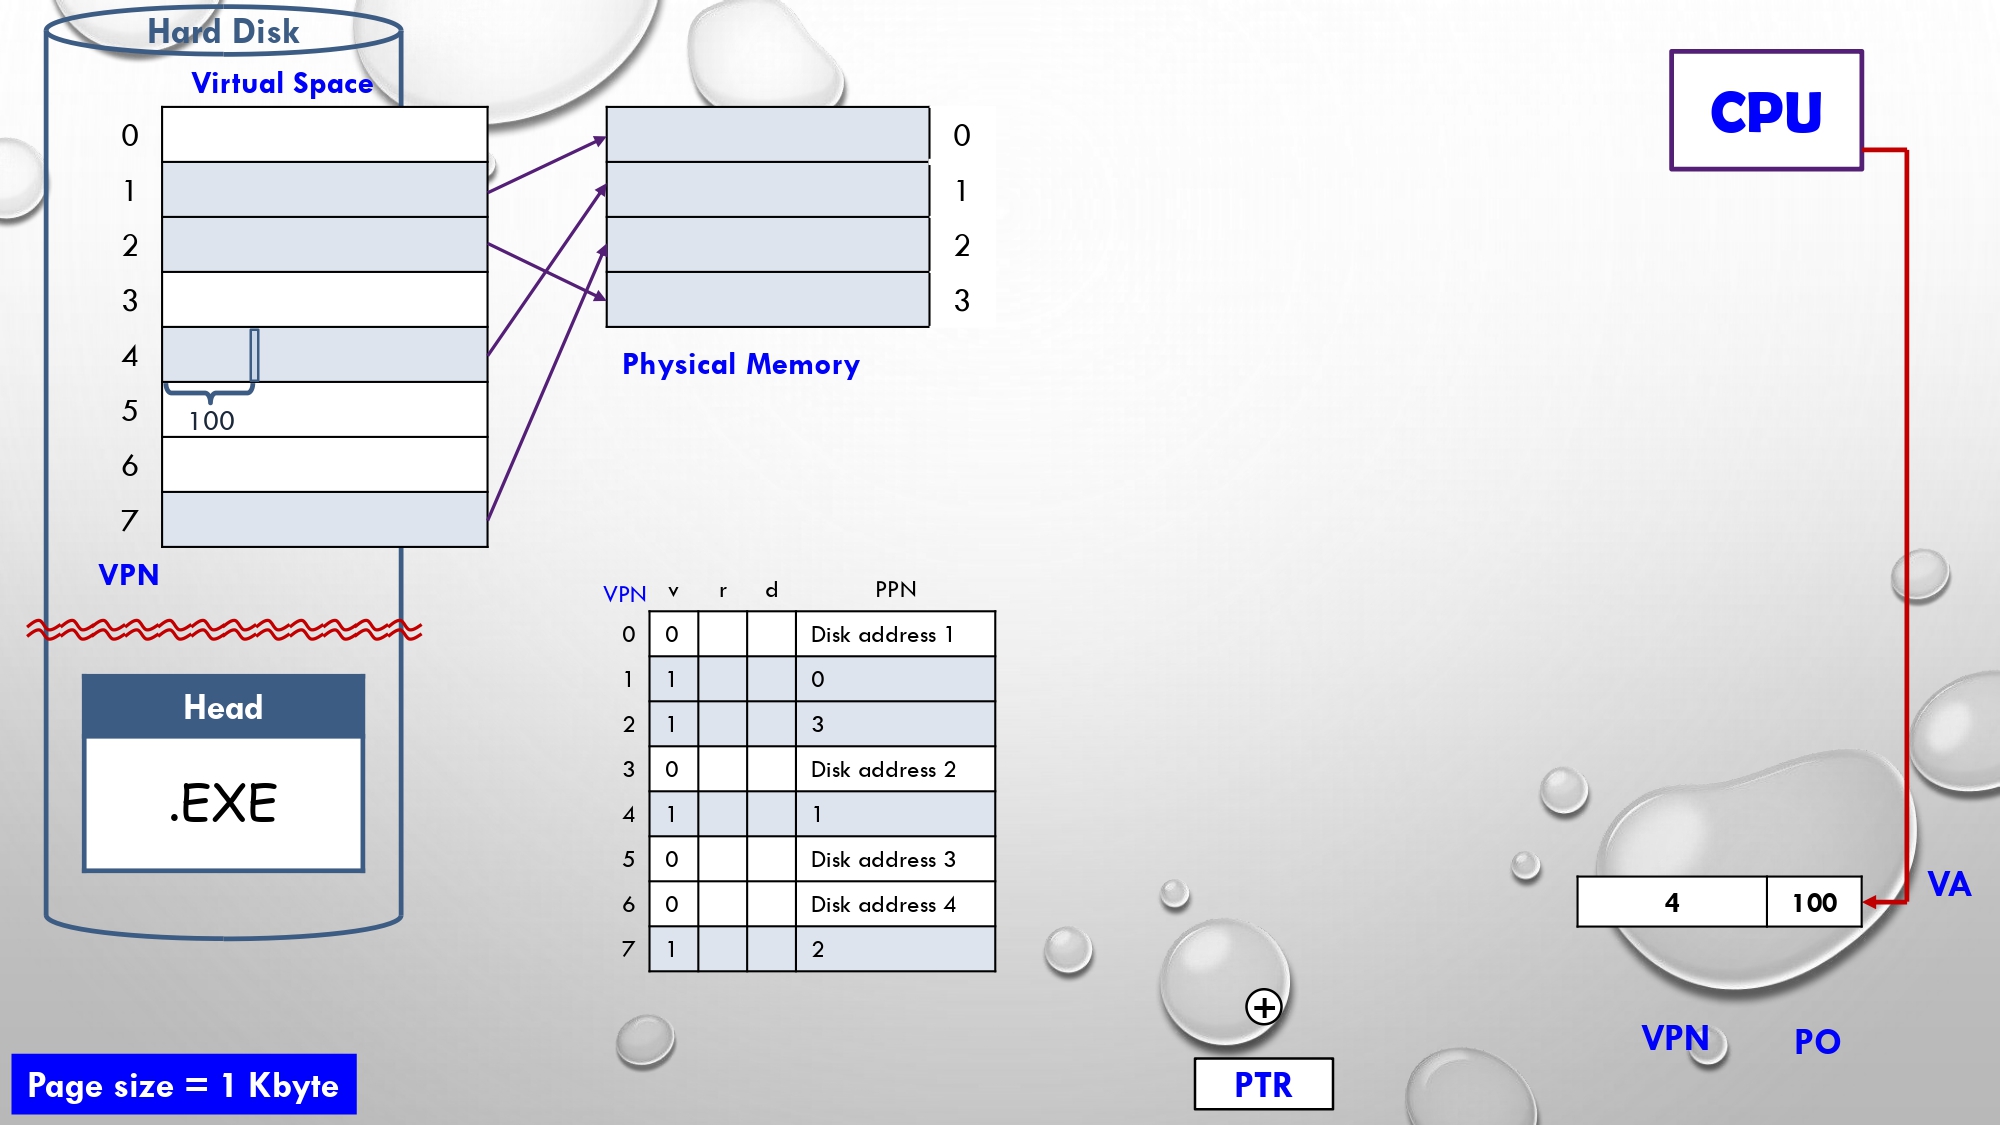 Hard Disk
Virtual Space
0
1
2
3
4
100
5
6
7
VPN
Head
.EXE
Page size = 1 Kbyte
0
1
2
3
Physical Memory
VPN v r d PPN
0 0 Disk address 1
1 1 0
2 1 3
3 0 Disk address 2
4 1 1
5 0 Disk address 3
6 0 Disk address 4
7 1 2
+
PTR
CPU
VA
4 100
VPN PO